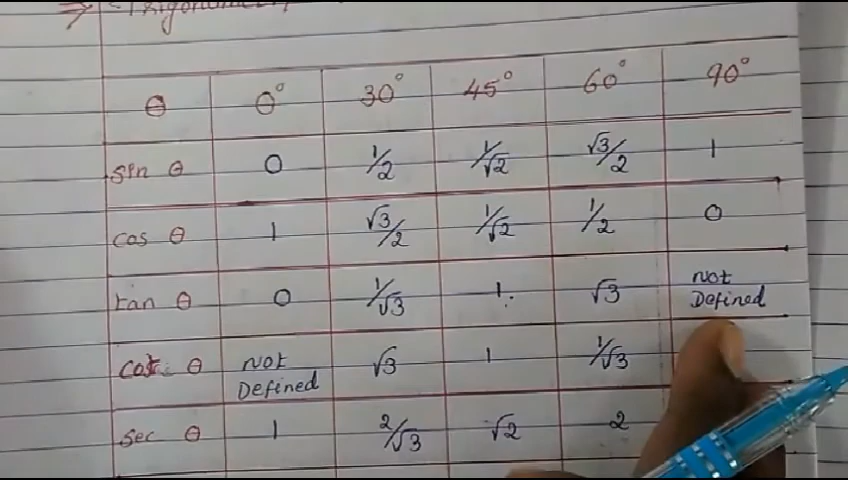 ⇒ Trigonometry
θ 0° 30° 45° 60° 90°
sin θ 0 1/2 1/√2 √3/2 1
cos θ 1 √3/2 1/√2 1/2 0
tan θ 0 1/√3 1 √3 not Defined
cot θ not Defined √3 1 1/√3
sec θ 1 2/√3 √2 2